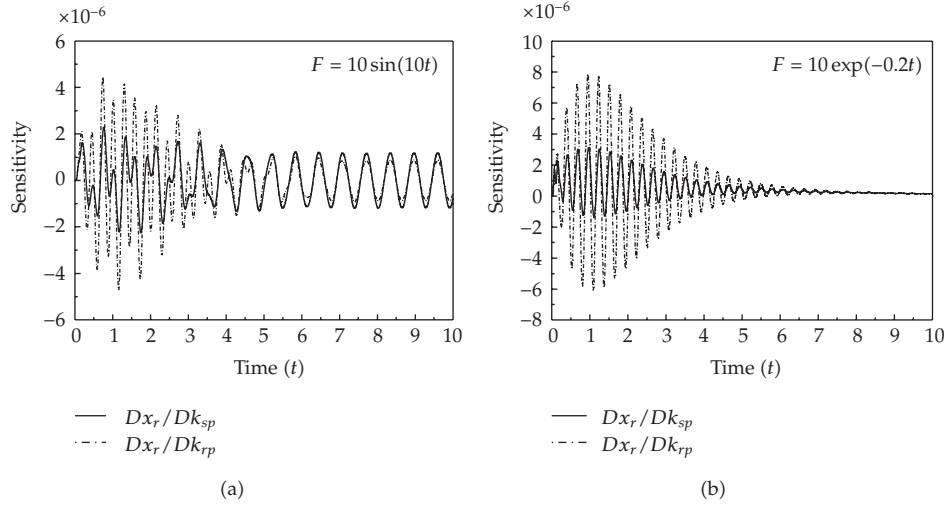 ×10⁻⁶
6
4
2
0
−2
−4
−6
Sensitivity
F = 10 sin(10t)
0 1 2 3 4 5 6 7 8 9 10
Time (t)
Dx_r/Dk_sp
Dx_r/Dk_rp
(a)
×10⁻⁶
10
8
6
4
2
0
−2
−4
−6
−8
Sensitivity
F = 10 exp(−0.2t)
0 1 2 3 4 5 6 7 8 9 10
Time (t)
Dx_r/Dk_sp
Dx_r/Dk_rp
(b)